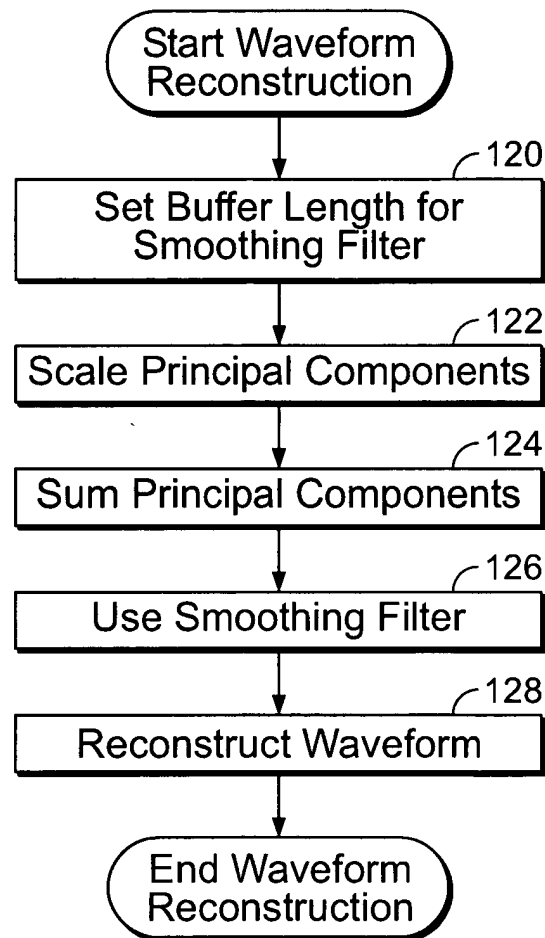 Start Waveform
Reconstruction
120
Set Buffer Length for
Smoothing Filter
122
Scale Principal Components
124
Sum Principal Components
126
Use Smoothing Filter
128
Reconstruct Waveform
End Waveform
Reconstruction